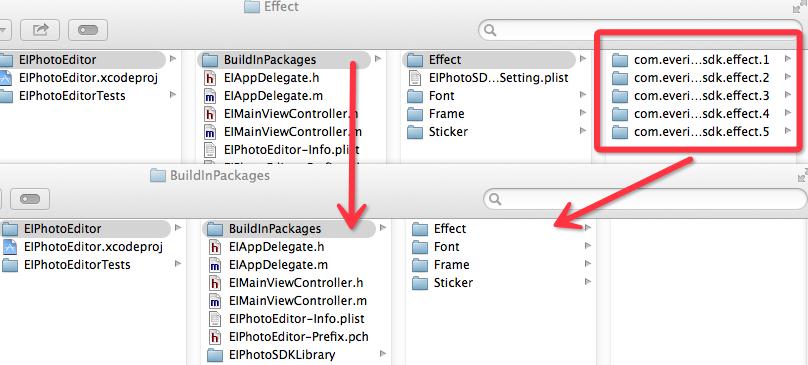 Effect
EIPhotoEditor
EIPhotoEditor.xcodeproj
EIPhotoEditorTests
BuildInPackages
EIAppDelegate.h
EIAppDelegate.m
EIMainViewController.h
EIMainViewController.m
EIPhotoEditor-Info.plist
Effect
EIPhotoSD...Setting.plist
Font
Frame
Sticker
com.everi...sdk.effect.1
com.everi...sdk.effect.2
com.everi...sdk.effect.3
com.everi...sdk.effect.4
com.everi...sdk.effect.5
BuildInPackages
EIPhotoEditor
EIPhotoEditor.xcodeproj
EIPhotoEditorTests
BuildInPackages
EIAppDelegate.h
EIAppDelegate.m
EIMainViewController.h
EIMainViewController.m
EIPhotoEditor-Info.plist
EIPhotoEditor-Prefix.pch
EIPhotoSDKLibrary
Effect
Font
Frame
Sticker